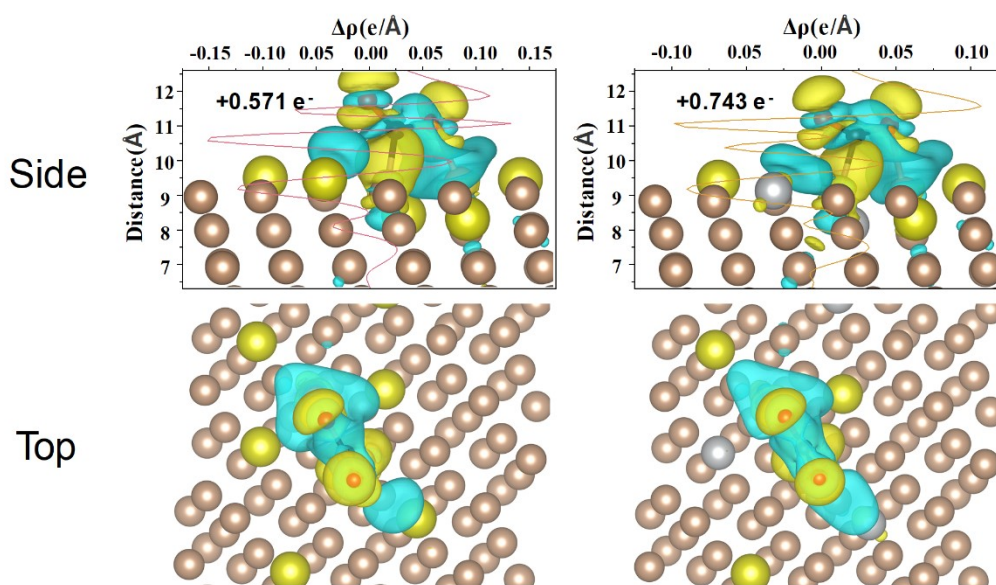 Δρ(e/Å)
-0.15 -0.10 -0.05 0.00 0.05 0.10 0.15
Δρ(e/Å)
-0.10 0.05 0.00 0.05 0.10
Side
Distance(Å)
12
11
10
9
8
7
+0.571 e-
Distance(Å)
12
11
10
9
8
7
+0.743 e-
Top